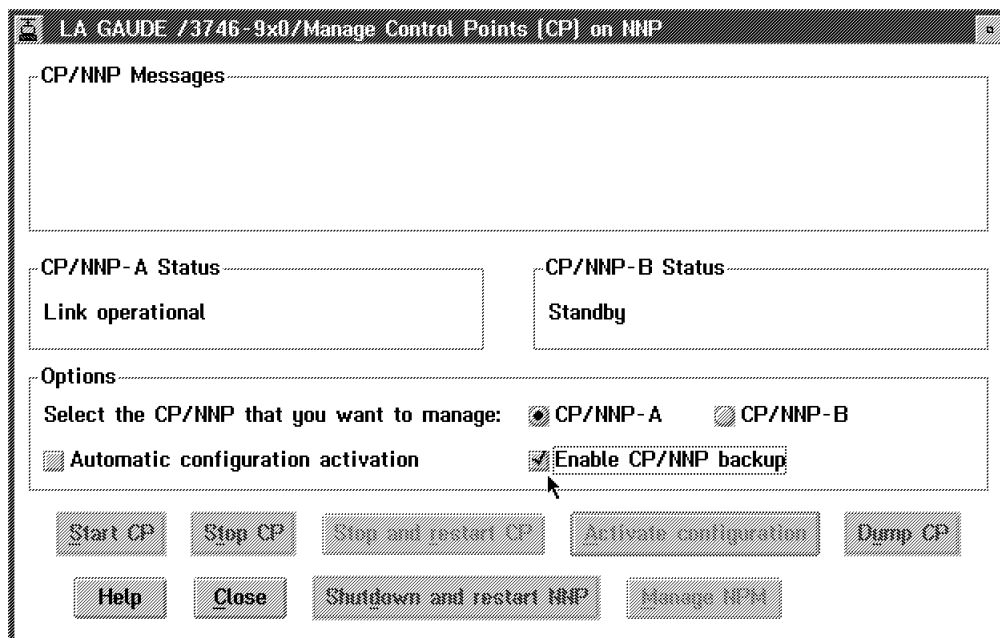 LA GAUDE /3746-9x0/Manage Control Points (CP) on NNP
CP/NNP Messages
CP/NNP-A Status
CP/NNP-B Status
Link operational
Standby
Options
Select the CP/NNP that you want to manage:
CP/NNP-A
CP/NNP-B
Automatic configuration activation
Enable CP/NNP backup
Start CP
Stop CP
Stop and restart CP
Activate configuration
Dump CP
Help
Close
Shutdown and restart NNP
Manage NPM